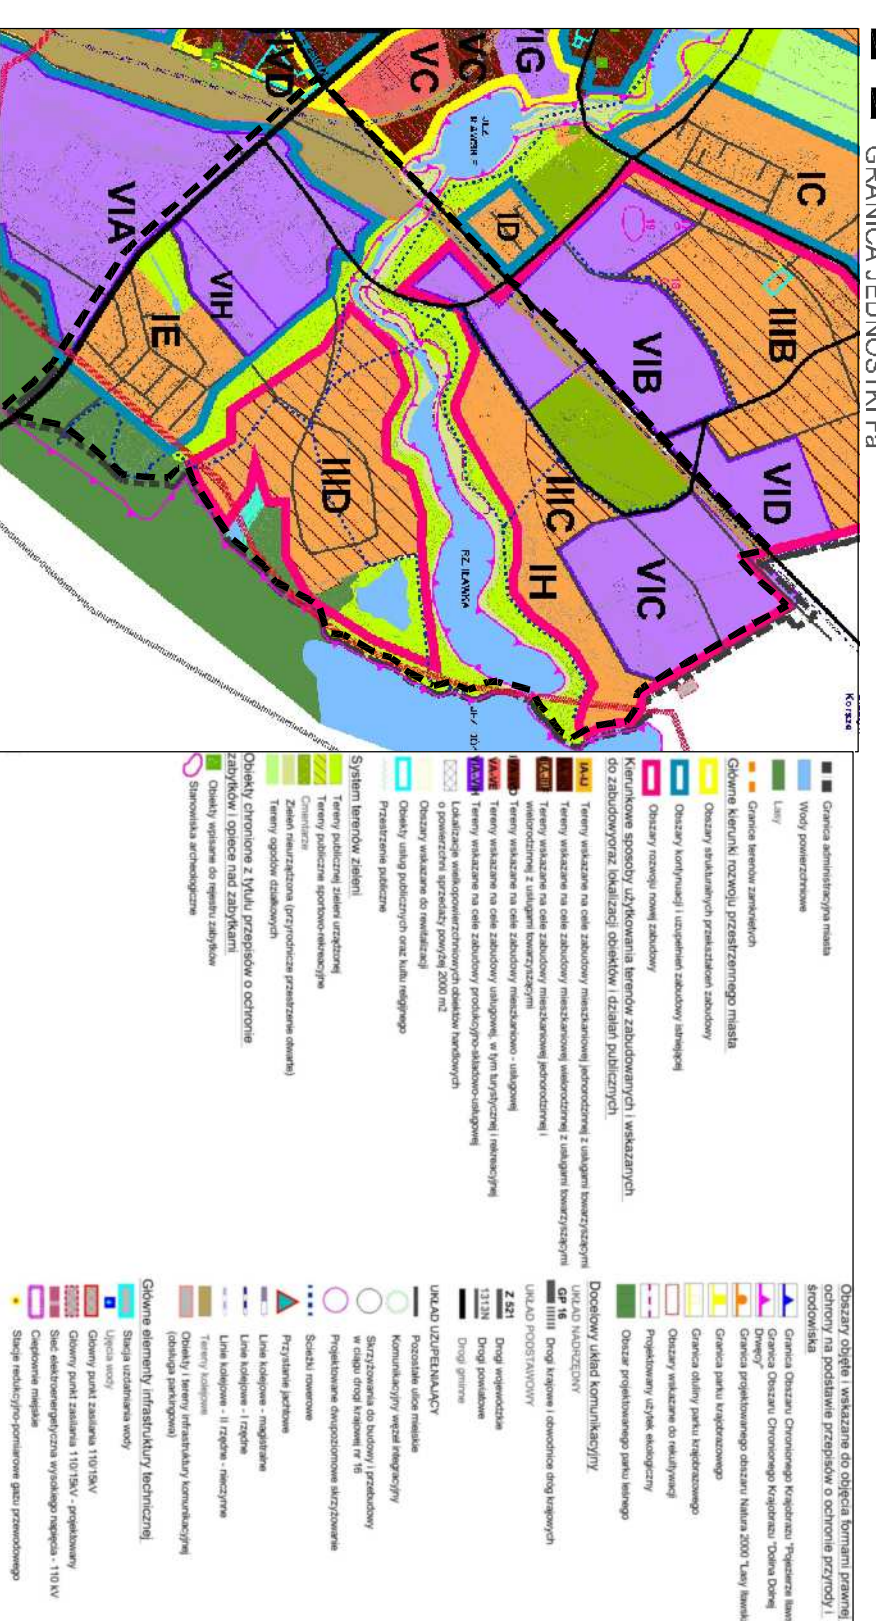 GRANICA JEDNOSTKI Pa
IVD
VC
VC
VIG
IC
JEZ.
ID
19
16
IIIB
VIA
VIH
IE
VIB
VID
IIID
IIIC
IH
VIC
RZ. IŁAWKA
Korsze
Granica administracyjna miasta
Wody powierzchniowe
Lasy
Granice terenów zamkniętych
Główne kierunki rozwoju przestrzennego miasta
Obszary strukturalnych przekształceń zabudowy
Obszary kontynuacji i uzupełnień zabudowy istniejącej
Obszary rozwoju nowej zabudowy
Kierunkowe sposoby użytkowania terenów zabudowanych i wskazanych
do zabudowyoraz lokalizacji obiektów i działań publicznych
IA-IJ Tereny wskazane na cele zabudowy mieszkaniowej jednorodzinnej z usługami towarzyszącymi
Tereny wskazane na cele zabudowy mieszkaniowej wielorodzinnej z usługami towarzyszącymi
Tereny wskazane na cele zabudowy mieszkaniowej jednorodzinnej i
wielorodzinnej z usługami towarzyszącymi
Tereny wskazane na cele zabudowy mieszkaniowo - usługowej
VA-VE Tereny wskazane na cele zabudowy usługowej, w tym turystycznej i rekreacyjnej
Tereny wskazane na cele zabudowy produkcyjno-składowo-usługowej
Lokalizacje wielkopowierzchniowych obiektów handlowych
o powierzchni sprzedaży powyżej 2000 m2
Obszary wskazane do rewitalizacji
Obiekty usług publicznych oraz kultu religijnego
Przestrzenie publiczne
System terenów zieleni
Tereny publicznej zieleni urządzonej
Tereny publiczne sportowo-rekreacyjne
Cmentarze
Zieleń nieurządzona (przyrodnicze przestrzenie otwarte)
Tereny ogrodów działkowych
Obiekty chronione z tytułu przepisów o ochronie
zabytków i opiece nad zabytkami
Obiekty wpisane do rejestru zabytków
Stanowiska archeologiczne
Obszary objęte i wskazane do objęcia formami prawnej
ochrony na podstawie przepisów o ochronie przyrody i
środowiska
Granica Obszaru Chronionego Krajobrazu "Pojezierze Iławs
Granica Obszaru Chronionego Krajobrazu "Dolina Dolnej
Drwęcy"
Granica projektowanego obszaru Natura 2000 "Lasy Iławski
Granica parku krajobrazowego
Granica otuliny parku krajobrazowego
Obszary wskazane do rekultywacji
Projektowany użytek ekologiczny
Obszar projektowanego parku leśnego
Docelowy układ komunikacyjny
UKŁAD NADRZĘDNY
GP 16 Drogi krajowe i obwodnice dróg krajowych
UKŁAD PODSTAWOWY
Z 521 Drogi wojewódzkie
1313N Drogi powiatowe
Drogi gminne
UKŁAD UZUPEŁNIAJĄCY
Pozostałe ulice miejskie
Komunikacyjny węzeł integracyjny
Skrzyżowania do budowy i przebudowy
w ciągu drogi krajowej nr 16
Projektowane dwupoziomowe skrzyżowanie
Ścieżki rowerowe
Przystanie jachtowe
Linie kolejowe - magistralne
Linie kolejowe - I rzędne
Linie kolejowe - II rzędne - nieczynne
Tereny kolejowe
Obiekty i tereny infrastruktury komunikacyjnej
(obsługa parkingowa)
Główne elementy infrastruktury technicznej
Stacja uzdatniania wody
Ujęcia wody
Główny punkt zasilania 110/15kV
Główny punkt zasilania 110/15kV - projektowany
Sieć elektroenergetyczna wysokiego napięcia - 110 kV
Ciepłownie miejskie
Stacje redukcyjno-pomiarowe gazu przewodowego